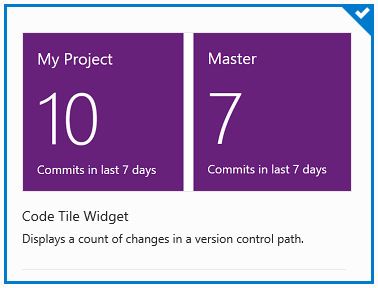 My Project
10
Commits in last 7 days
Master
7
Commits in last 7 days
Code Tile Widget
Displays a count of changes in a version control path.